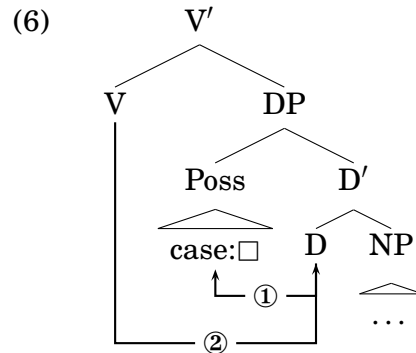 (6) V′
V DP
Poss D′
case:□ D NP
①
...
②